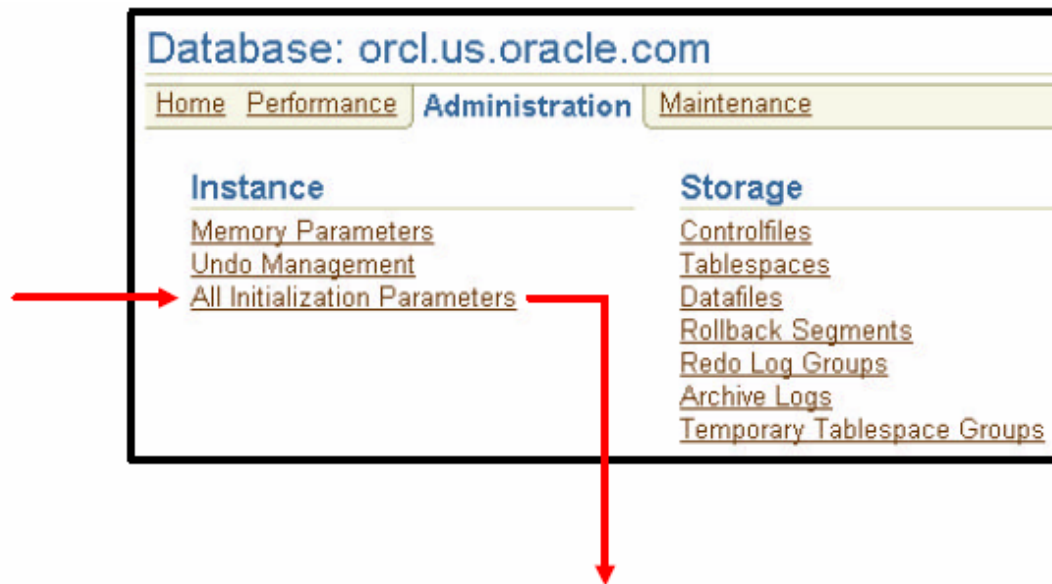 Database: orcl.us.oracle.com
Home Performance Administration Maintenance
Instance
Memory Parameters
Undo Management
All Initialization Parameters
Storage
Controlfiles
Tablespaces
Datafiles
Rollback Segments
Redo Log Groups
Archive Logs
Temporary Tablespace Groups